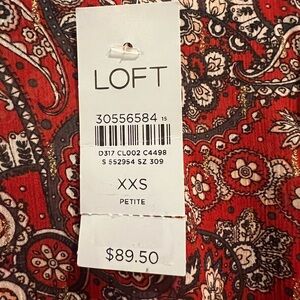 LOFT
30556584 15
D317 CL002 C4498
S 552954 SZ 309
XXS
PETITE
$89.50